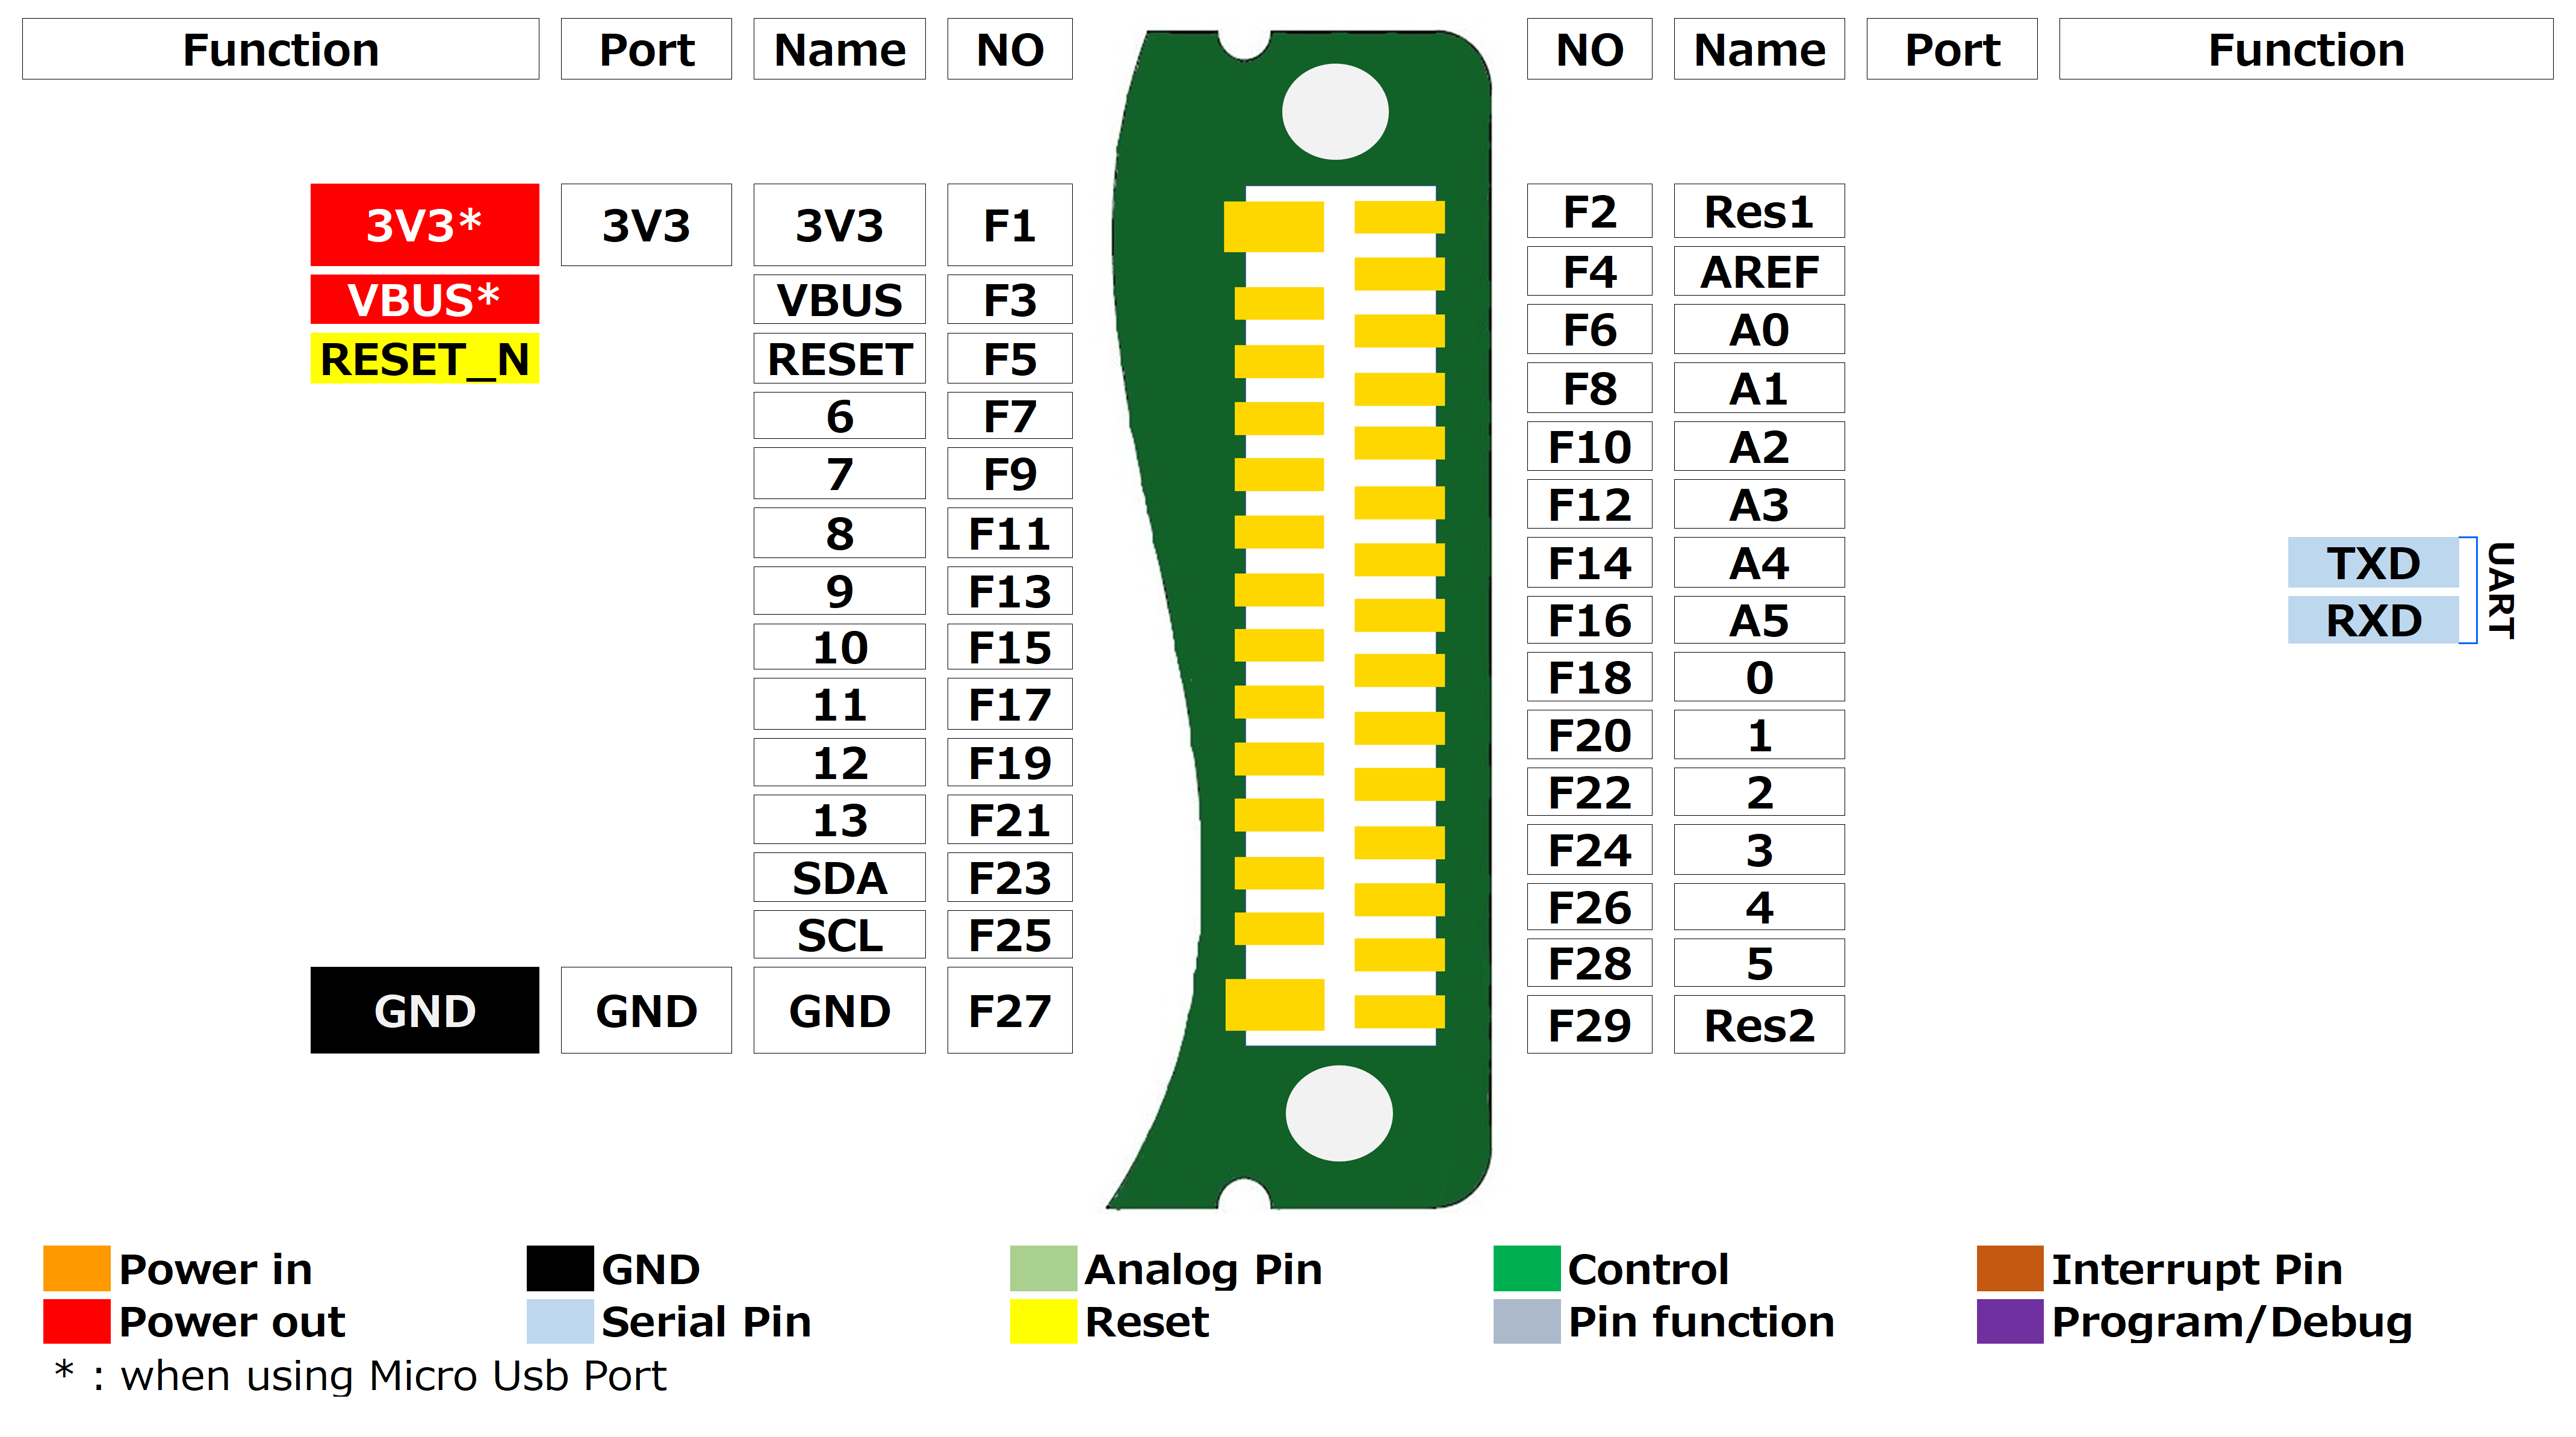 Function Port Name NO NO Name Port Function
3V3* 3V3 3V3 F1 F2 Res1
F4 AREF
VBUS* VBUS F3 F6 A0
RESET_N RESET F5 F8 A1
6 F7 F10 A2
7 F9 F12 A3
8 F11 F14 A4 TXD UART
9 F13 F16 A5 RXD
10 F15 F18 0
11 F17 F20 1
12 F19 F22 2
13 F21 F24 3
SDA F23 F26 4
SCL F25 F28 5
GND GND GND F27 F29 Res2
Power in GND Analog Pin Control Interrupt Pin
Power out Serial Pin Reset Pin function Program/Debug
* : when using Micro Usb Port